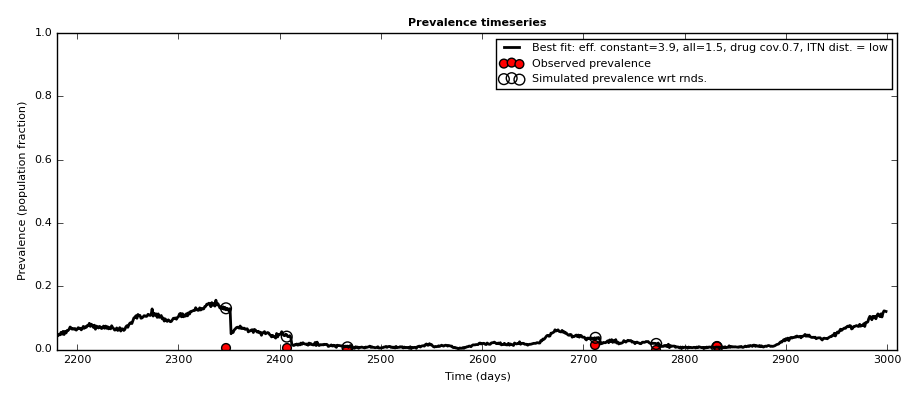 Prevalence timeseries
Best fit: eff. constant=3.9, all=1.5, drug cov.0.7, ITN dist. = low
Observed prevalence
Simulated prevalence wrt rnds.
Prevalence (population fraction)
1.0
0.8
0.6
0.4
0.2
0.0
2200 2300 2400 2500 2600 2700 2800 2900 3000
Time (days)